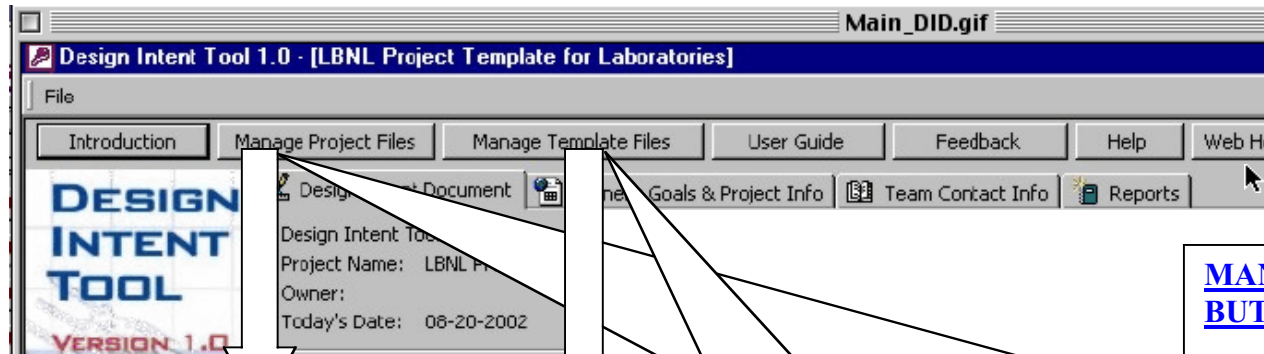 Main_DID.gif
Design Intent Tool 1.0 - [LBNL Project Template for Laboratories]
File
Introduction Manage Project Files Manage Template Files User Guide Feedback Help Web
Document Goals & Project Info Team Contact Info Reports
DESIGN
INTENT
TOOL
VERSION 1.0
Design Intent
Project Name: LBNL
Owner:
Today's Date: 08-20-2002